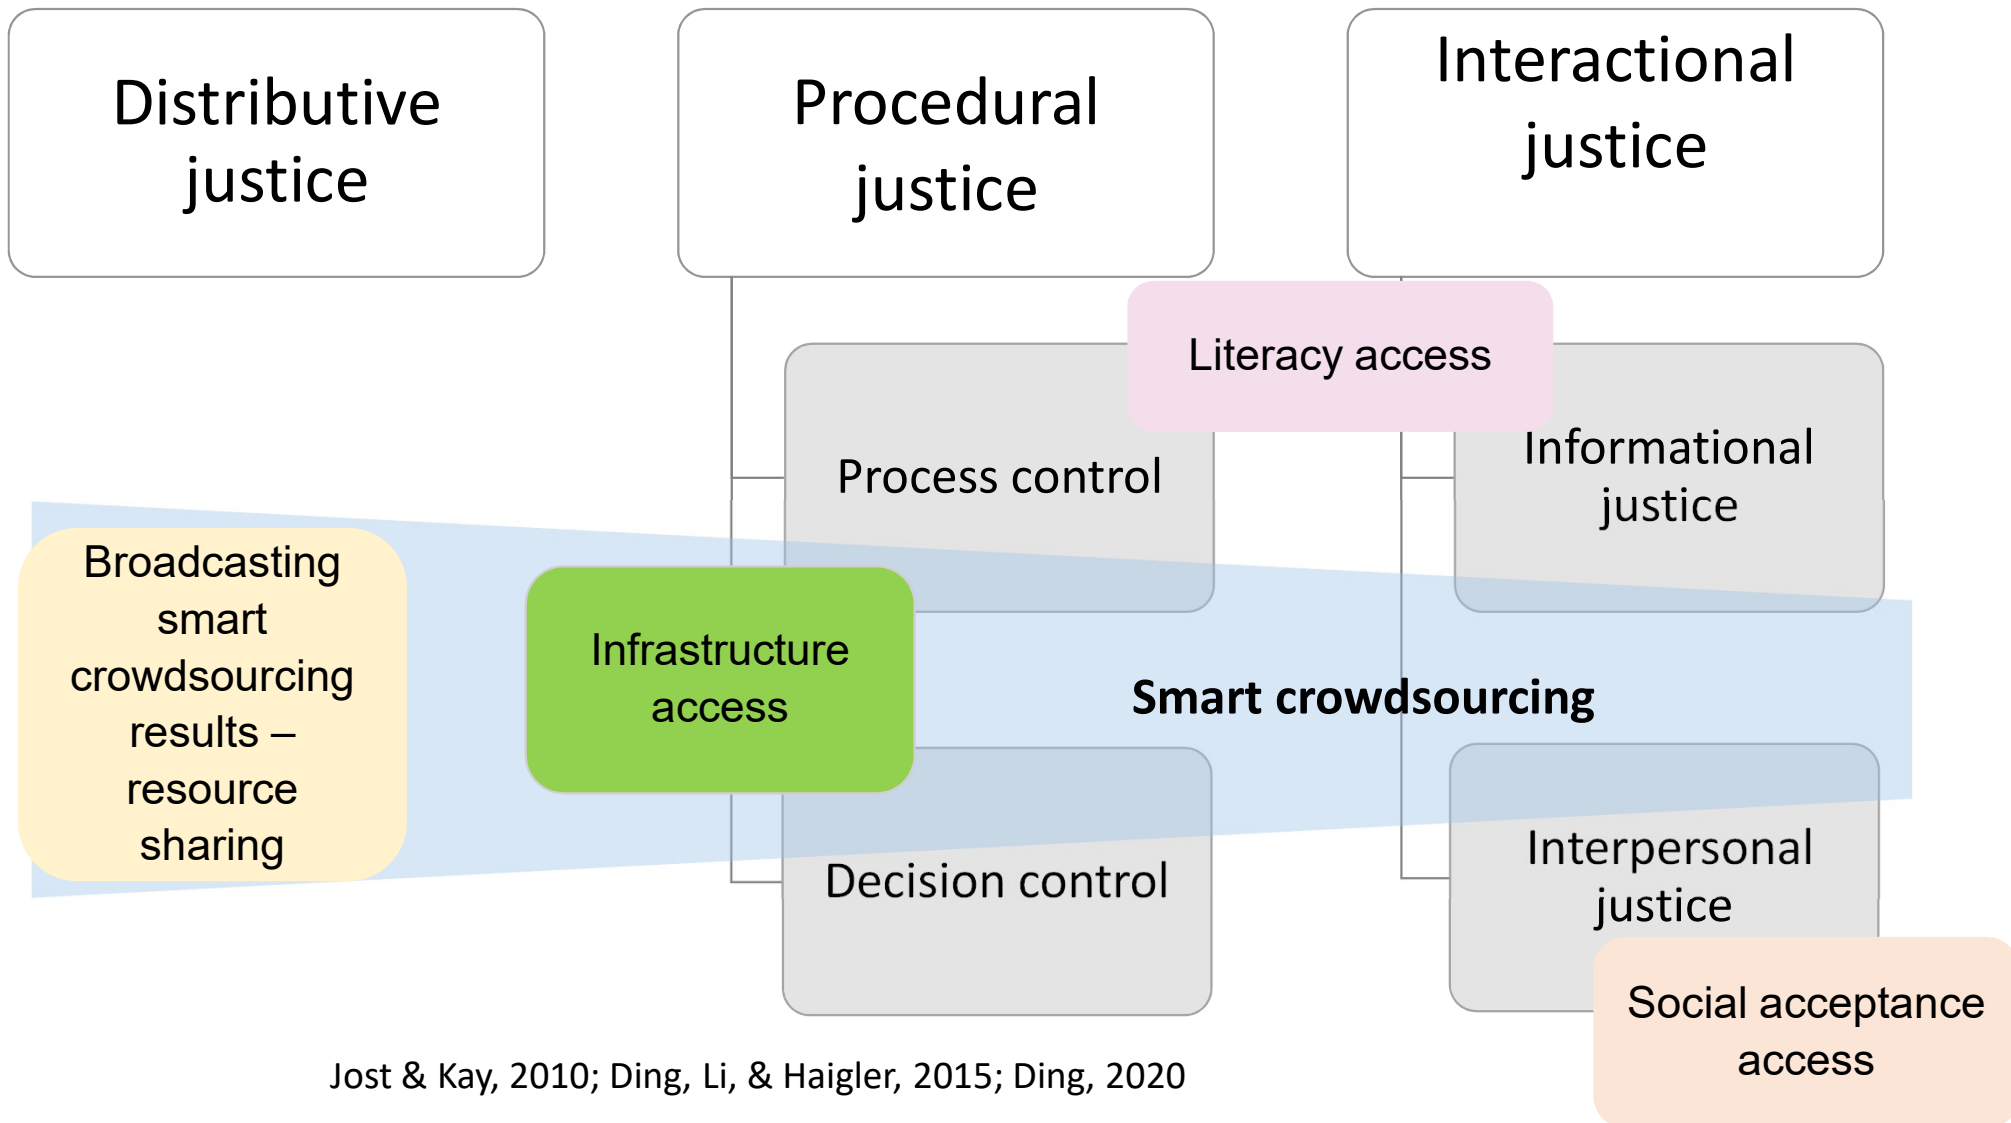 Distributive
justice
Procedural
justice
Interactional
justice
Literacy access
Process control
Informational
justice
Broadcasting
smart
crowdsourcing
results –
resource
sharing
Infrastructure
access
Smart crowdsourcing
Decision control
Interpersonal
justice
Social acceptance
access
Jost & Kay, 2010; Ding, Li, & Haigler, 2015; Ding, 2020